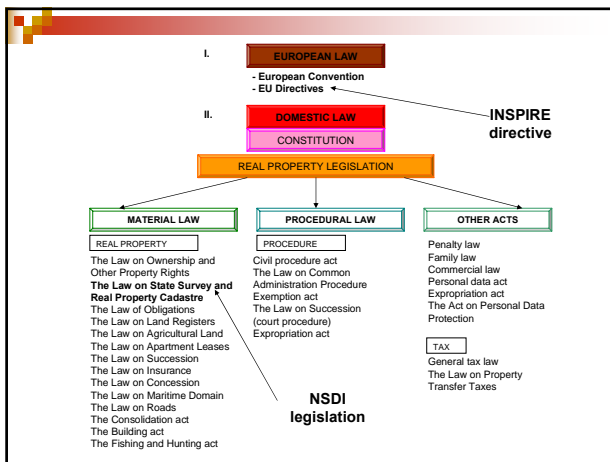 I.
EUROPEAN LAW
- European Convention
- EU Directives
INSPIRE
directive
II.
DOMESTIC LAW
CONSTITUTION
REAL PROPERTY LEGISLATION
MATERIAL LAW
REAL PROPERTY
The Law on Ownership and
Other Property Rights
The Law on State Survey and
Real Property Cadastre
The Law of Obligations
The Law on Land Registers
The Law on Agricultural Land
The Law on Apartment Leases
The Law on Succession
The Law on Insurance
The Law on Concession
The Law on Maritime Domain
The Law on Roads
The Consolidation act
The Building act
The Fishing and Hunting act
PROCEDURAL LAW
PROCEDURE
Civil procedure act
The Law on Common
Administration Procedure
Exemption act
The Law on Succession
(court procedure)
Expropriation act
NSDI
legislation
OTHER ACTS
Penalty law
Family law
Commercial law
Personal data act
Expropriation act
The Act on Personal Data
Protection
TAX
General tax law
The Law on Property
Transfer Taxes